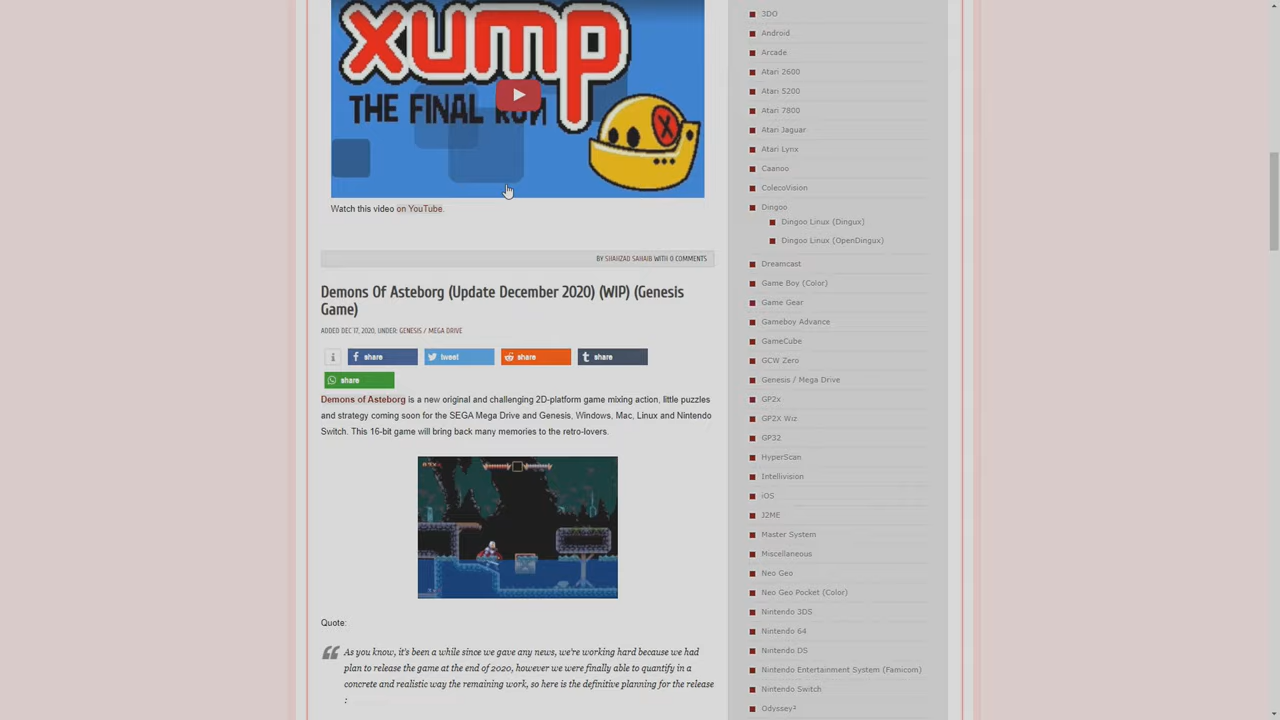 xump
THE FINAL RUN
Watch this video on YouTube.
BY SHAHZAD SAHAIB WITH 0 COMMENTS
Demons Of Asteborg (Update December 2020) (WIP) (Genesis
Game)
ADDED DEC 17, 2020, UNDER: GENESIS / MEGA DRIVE
i
share
tweet
share
share
share
Demons of Asteborg is a new original and challenging 2D-platform game mixing action, little puzzles
and strategy coming soon for the SEGA Mega Drive and Genesis, Windows, Mac, Linux and Nintendo
Switch. This 16-bit game will bring back many memories to the retro-lovers.
Quote:
As you know, it's been a while since we gave any news, we're working hard because we had
plan to release the game at the end of 2020, however we were finally able to quantify in a
concrete and realistic way the remaining work, so here is the definitive planning for the release
:
3DO
Android
Arcade
Atari 2600
Atari 5200
Atari 7800
Atari Jaguar
Atari Lynx
Caanoo
ColecoVision
Dingoo
Dingoo Linux (Dingux)
Dingoo Linux (OpenDingux)
Dreamcast
Game Boy (Color)
Game Gear
Gameboy Advance
GameCube
GCW Zero
Genesis / Mega Drive
GP2x
GP2X Wiz
GP32
HyperScan
Intellivision
iOS
J2ME
Master System
Miscellaneous
Neo Geo
Neo Geo Pocket (Color)
Nintendo 3DS
Nintendo 64
Nintendo DS
Nintendo Entertainment System (Famicom)
Nintendo Switch
Odyssey²